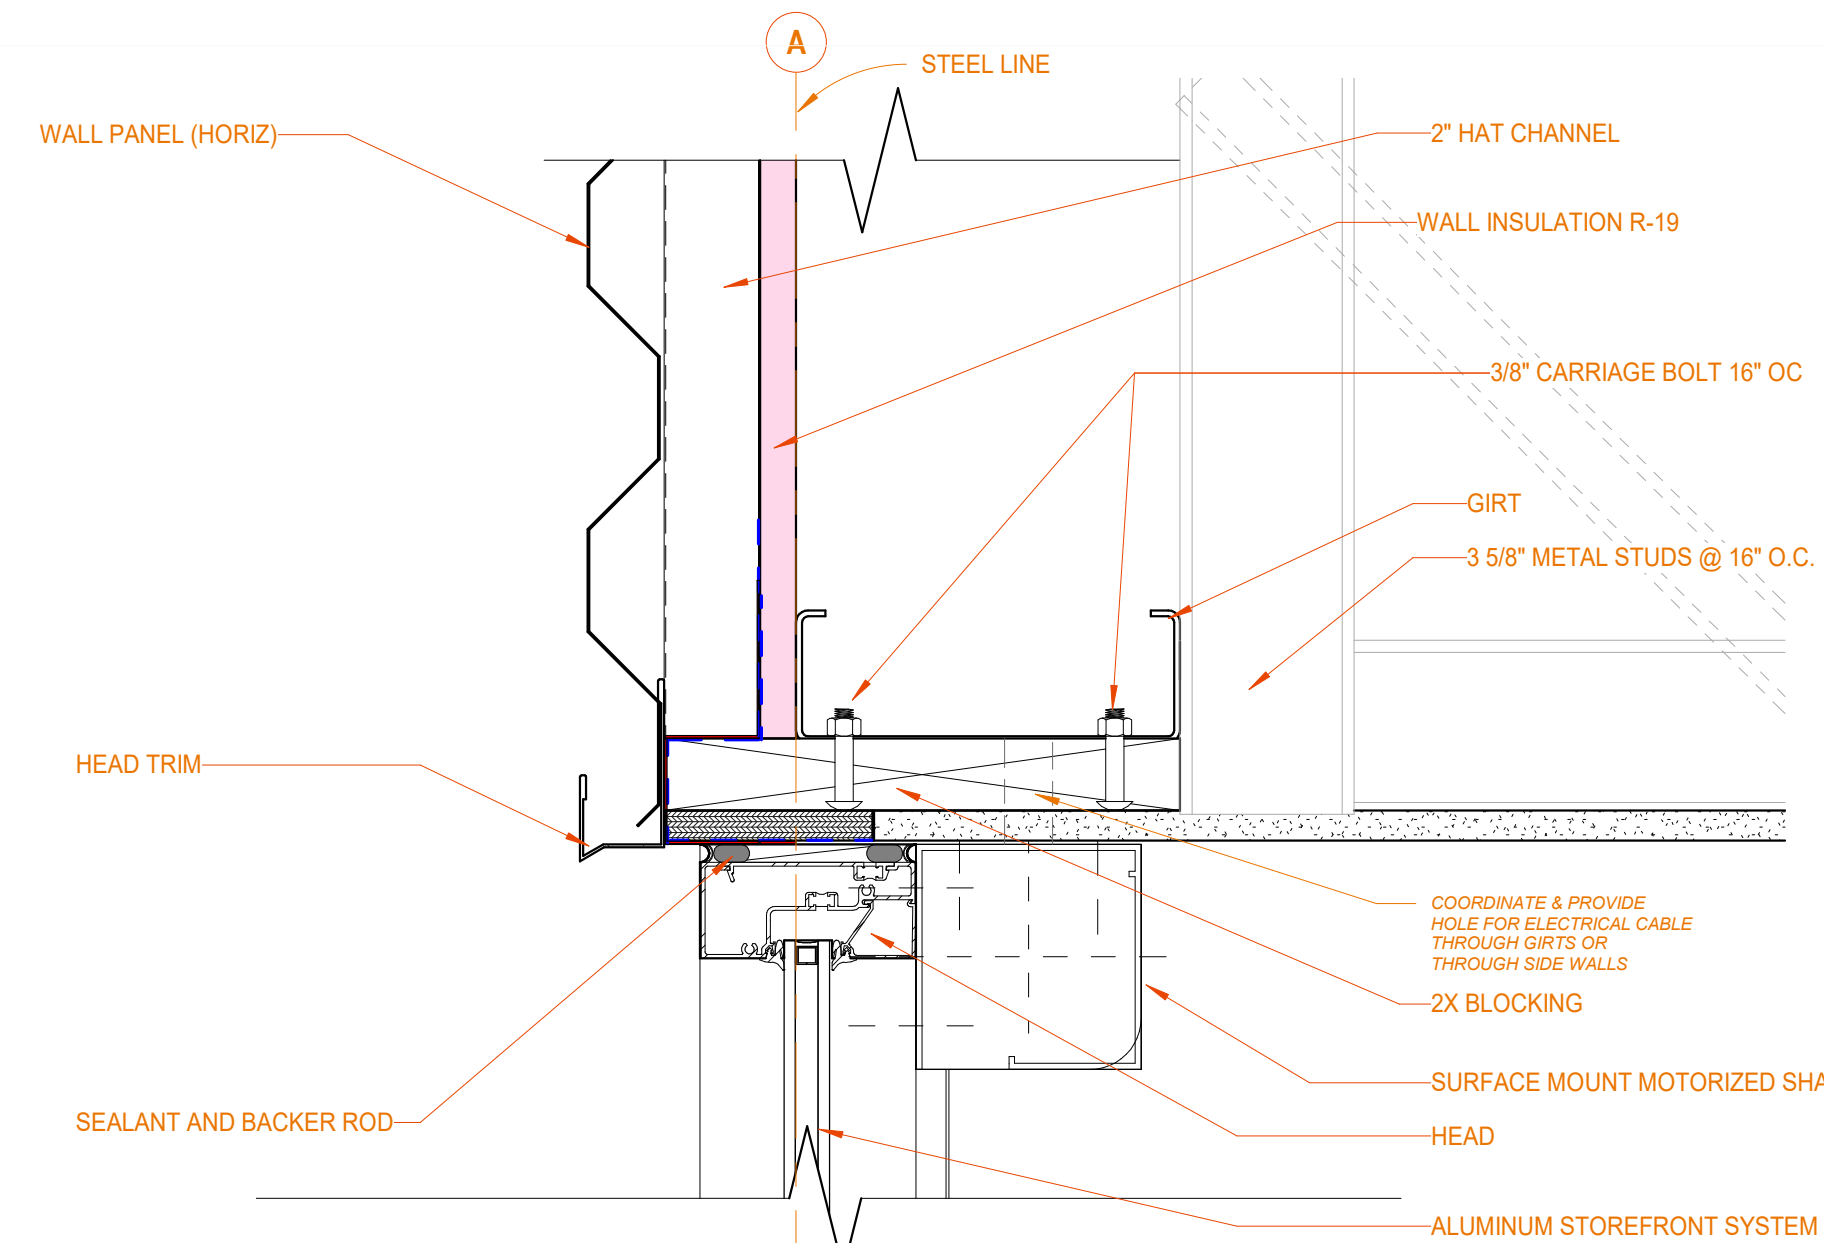 A
STEEL LINE
WALL PANEL (HORIZ)
2" HAT CHANNEL
WALL INSULATION R-19
3/8" CARRIAGE BOLT 16" OC
GIRT
3 5/8" METAL STUDS @ 16" O.C.
HEAD TRIM
COORDINATE & PROVIDE
HOLE FOR ELECTRICAL CABLE
THROUGH GIRTS OR
THROUGH SIDE WALLS
2X BLOCKING
SURFACE MOUNT MOTORIZED
SEALANT AND BACKER ROD
HEAD
ALUMINUM STOREFRONT SYSTEM